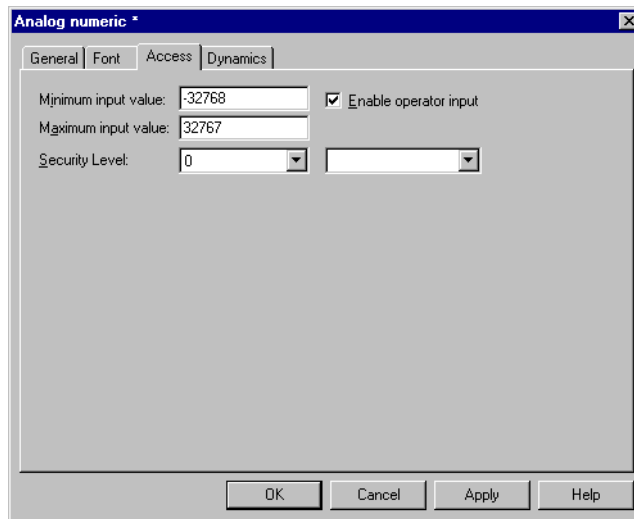 Analog numeric *
General Font Access Dynamics
Minimum input value: -32768 Enable operator input
Maximum input value: 32767
Security Level: 0
OK Cancel Apply Help